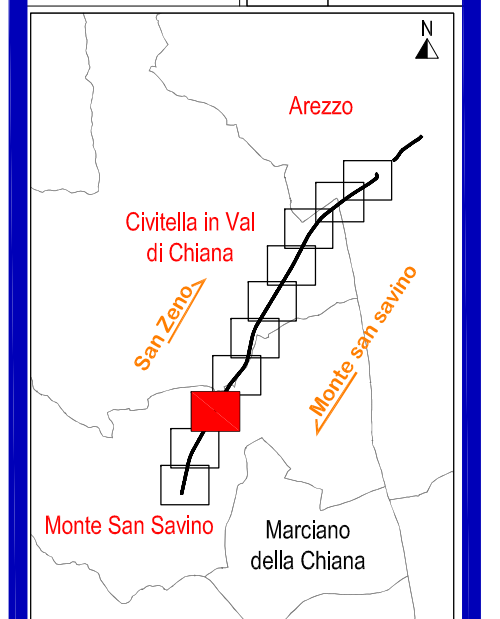 N
Arezzo
Civitella in Val
di Chiana
San Zeno
Monte san savino
Monte San Savino
Marciano
della Chiana